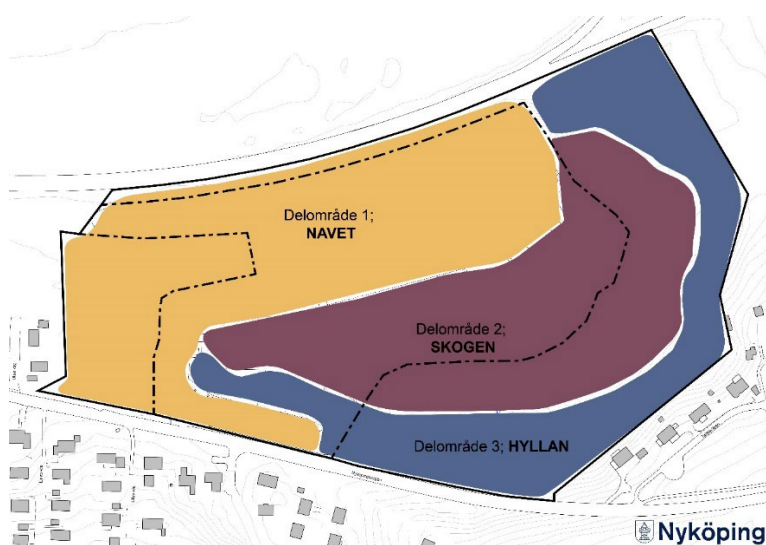 Delområde 1;
NAVET
Delområde 2;
SKOGEN
Delområde 3; HYLLAN
Nyköping